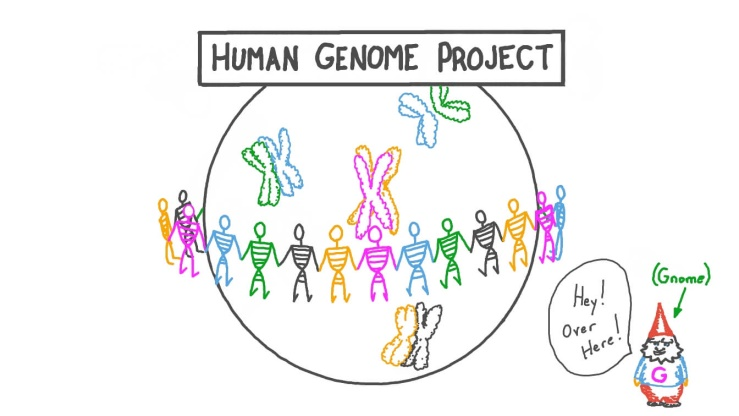 HUMAN GENOME PROJECT
(Gnome)
Hey!
Over
Here!
G